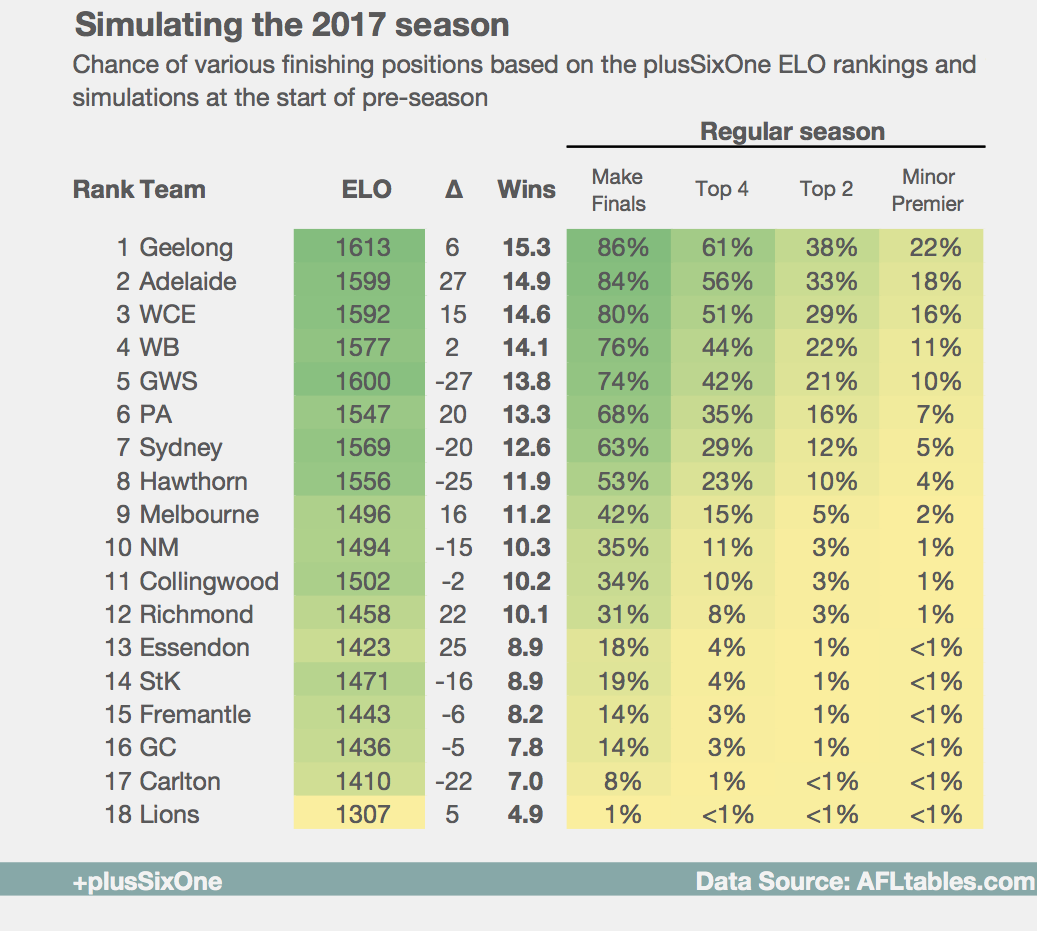 Simulating the 2017 season
Chance of various finishing positions based on the plusSixOne ELO rankings and
simulations at the start of pre-season
Regular season
Rank Team ELO Δ Wins Make Finals Top 4 Top 2 Minor Premier
1 Geelong 1613 6 15.3 86% 61% 38% 22%
2 Adelaide 1599 27 14.9 84% 56% 33% 18%
3 WCE 1592 15 14.6 80% 51% 29% 16%
4 WB 1577 2 14.1 76% 44% 22% 11%
5 GWS 1600 -27 13.8 74% 42% 21% 10%
6 PA 1547 20 13.3 68% 35% 16% 7%
7 Sydney 1569 -20 12.6 63% 29% 12% 5%
8 Hawthorn 1556 -25 11.9 53% 23% 10% 4%
9 Melbourne 1496 16 11.2 42% 15% 5% 2%
10 NM 1494 -15 10.3 35% 11% 3% 1%
11 Collingwood 1502 -2 10.2 34% 10% 3% 1%
12 Richmond 1458 22 10.1 31% 8% 3% 1%
13 Essendon 1423 25 8.9 18% 4% 1% <1%
14 StK 1471 -16 8.9 19% 4% 1% <1%
15 Fremantle 1443 -6 8.2 14% 3% 1% <1%
16 GC 1436 -5 7.8 14% 3% 1% <1%
17 Carlton 1410 -22 7.0 8% 1% <1% <1%
18 Lions 1307 5 4.9 1% <1% <1% <1%
+plusSixOne Data Source: AFLtables.com